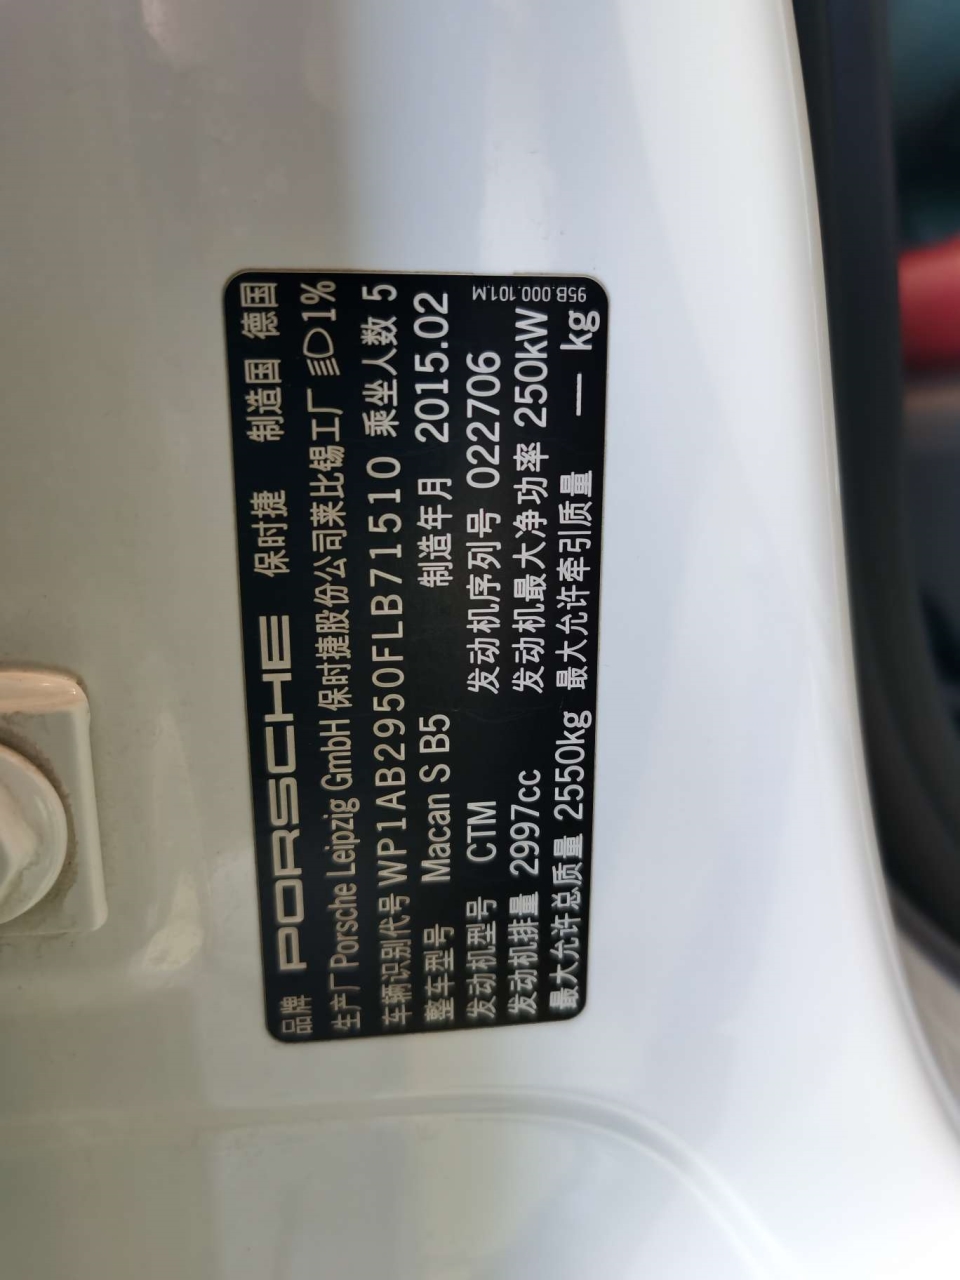 品牌 PORSCHE 保时捷 制造国 德国
生产厂 Porsche Leipzig GmbH 保时捷股份公司莱比锡工厂 1%
车辆识别代号 WP1AB2950FLB71510 乘坐人数 5
整车型号 Macan S B5 制造年月 2015.02
发动机型号 CTM 发动机序列号 022706
发动机排量 2997cc 发动机最大净功率 250kW
最大允许总质量 2550kg 最大允许牵引质量 — kg
95B.000.101.M